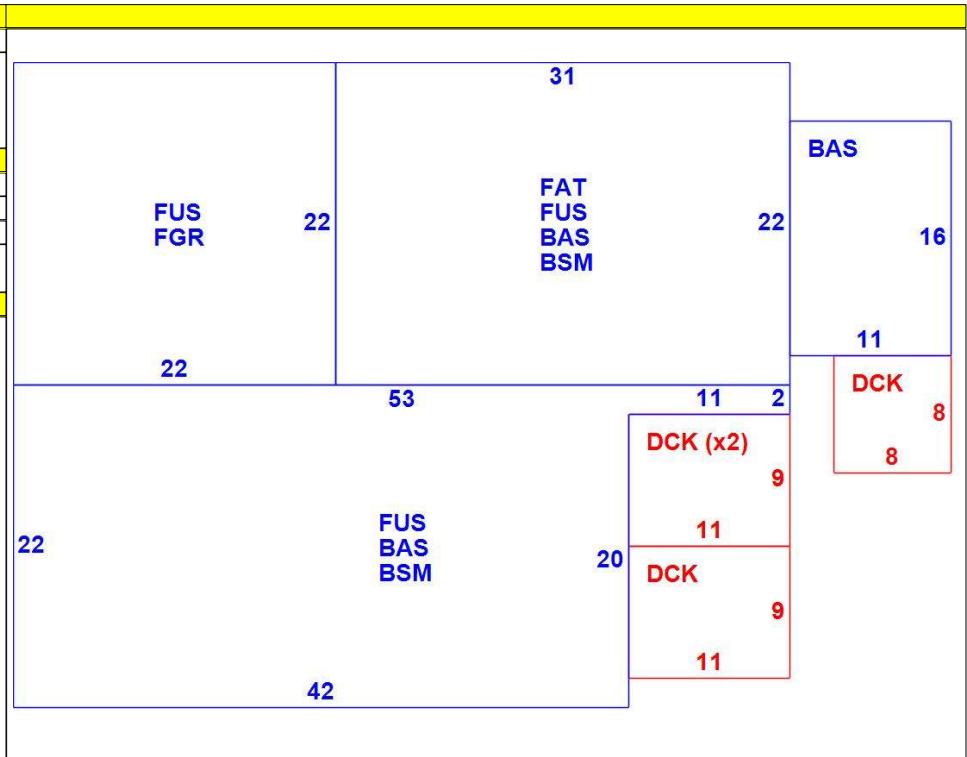 31
BAS
FAT
FUS
BAS
BSM
FUS
FGR
22
22
16
22
11
53
11
2
DCK
8
8
DCK (x2)
9
11
22
FUS
BAS
BSM
20
DCK
9
11
42